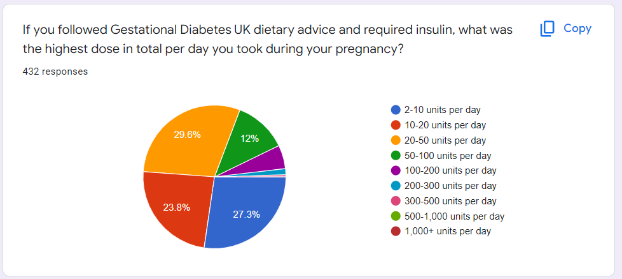 If you followed Gestational Diabetes UK dietary advice and required insulin, what was
the highest dose in total per day you took during your pregnancy?
Copy
432 responses
29.6%
12%
23.8%
27.3%
2-10 units per day
10-20 units per day
20-50 units per day
50-100 units per day
100-200 units per day
200-300 units per day
300-500 units per day
500-1,000 units per day
1,000+ units per day